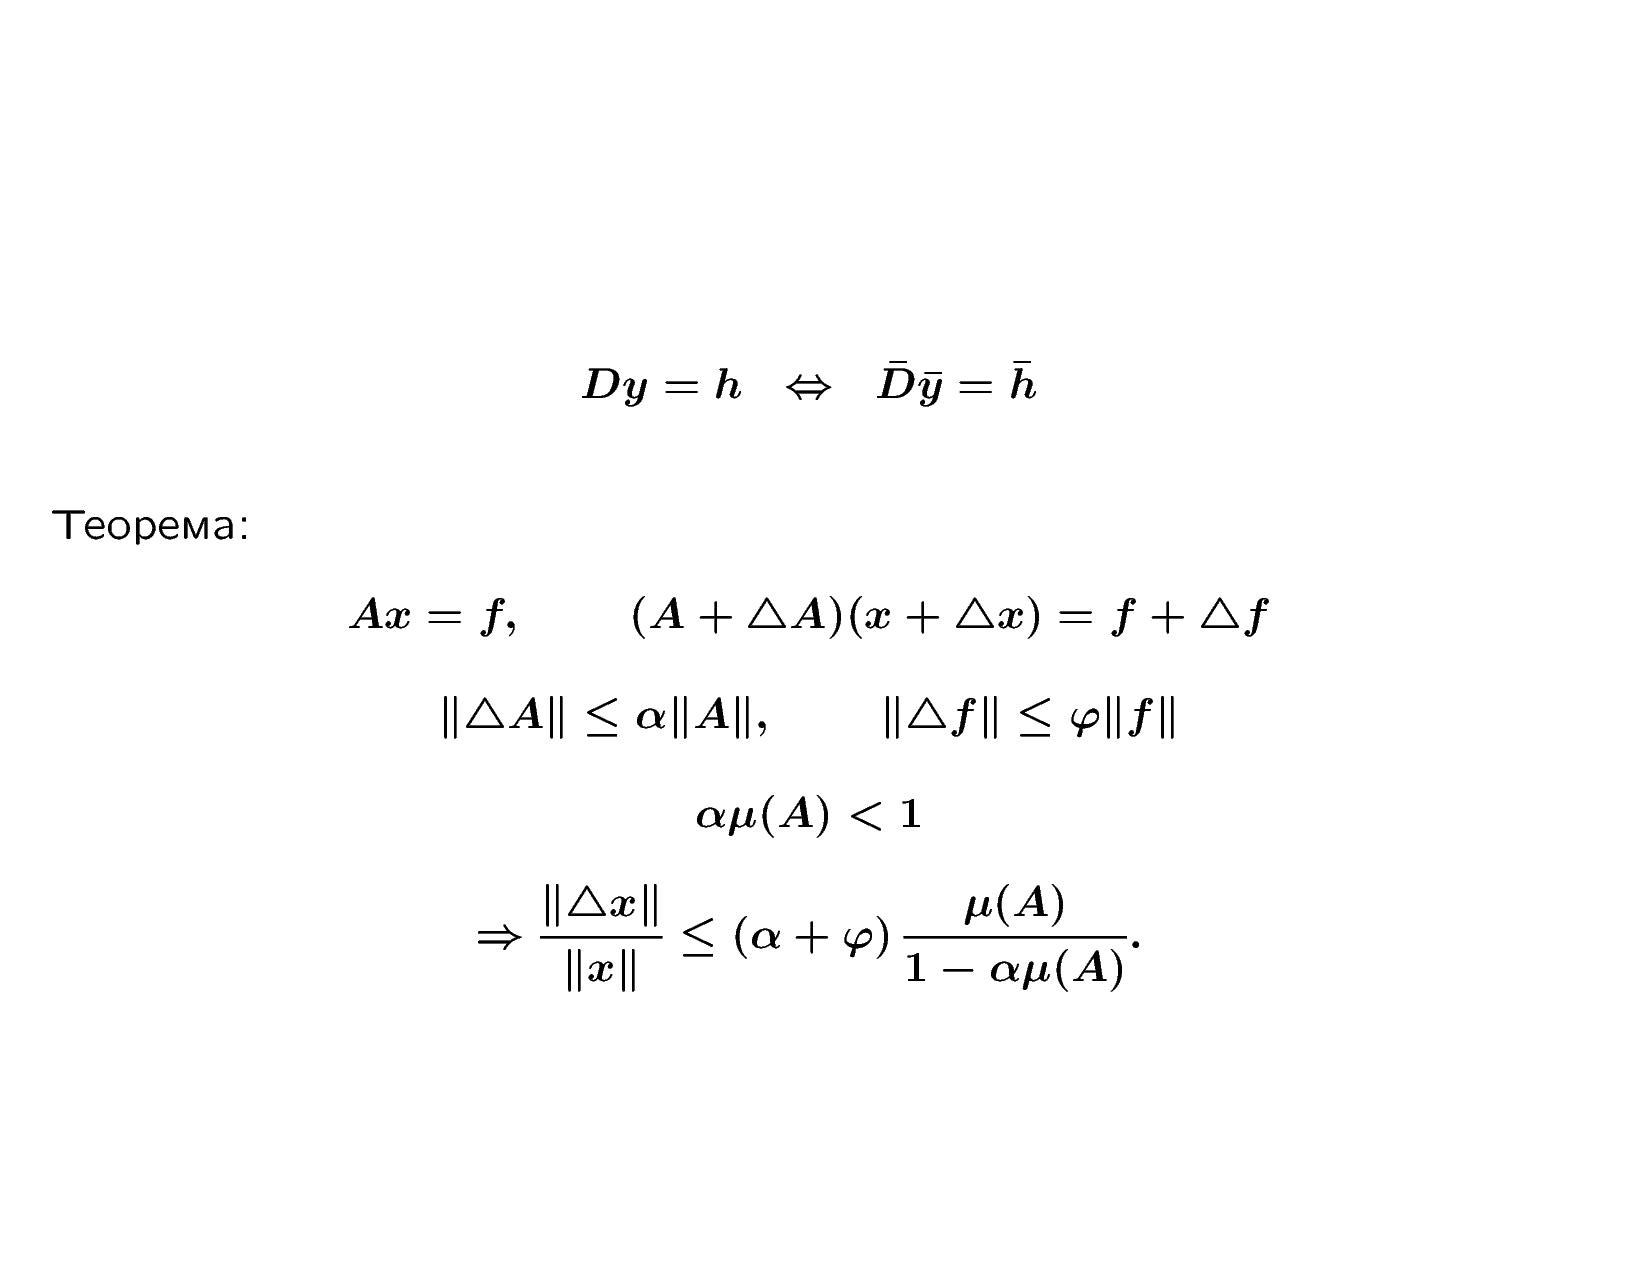 Dy = h ⇔ D̄ȳ = h̄
Теорема:
Ax = f, (A + △A)(x + △x) = f + △f
‖△A‖ ≤ α‖A‖, ‖△f‖ ≤ φ‖f‖
αμ(A) < 1
⇒ ‖△x‖ / ‖x‖ ≤ (α + φ) μ(A) / (1 − αμ(A)).